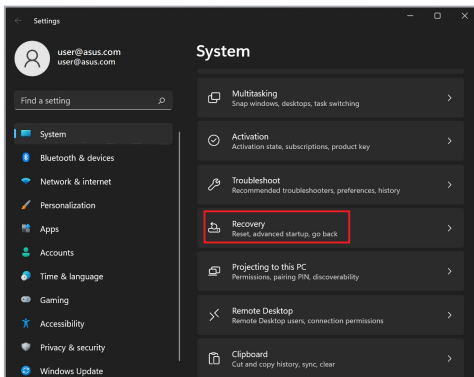 Settings
user@asus.com
user@asus.com
Find a setting
System
Bluetooth & devices
Network & internet
Personalization
Apps
Accounts
Time & language
Gaming
Accessibility
Privacy & security
Windows Update
System
Multitasking
Snap windows, desktops, task switching
Activation
Activation state, subscriptions, product key
Troubleshoot
Recommended troubleshooters, preferences, history
Recovery
Reset, advanced startup, go back
Projecting to this PC
Permissions, pairing PIN, discoverability
Remote Desktop
Remote Desktop users, connection permissions
Clipboard
Cut and copy history, sync, clear